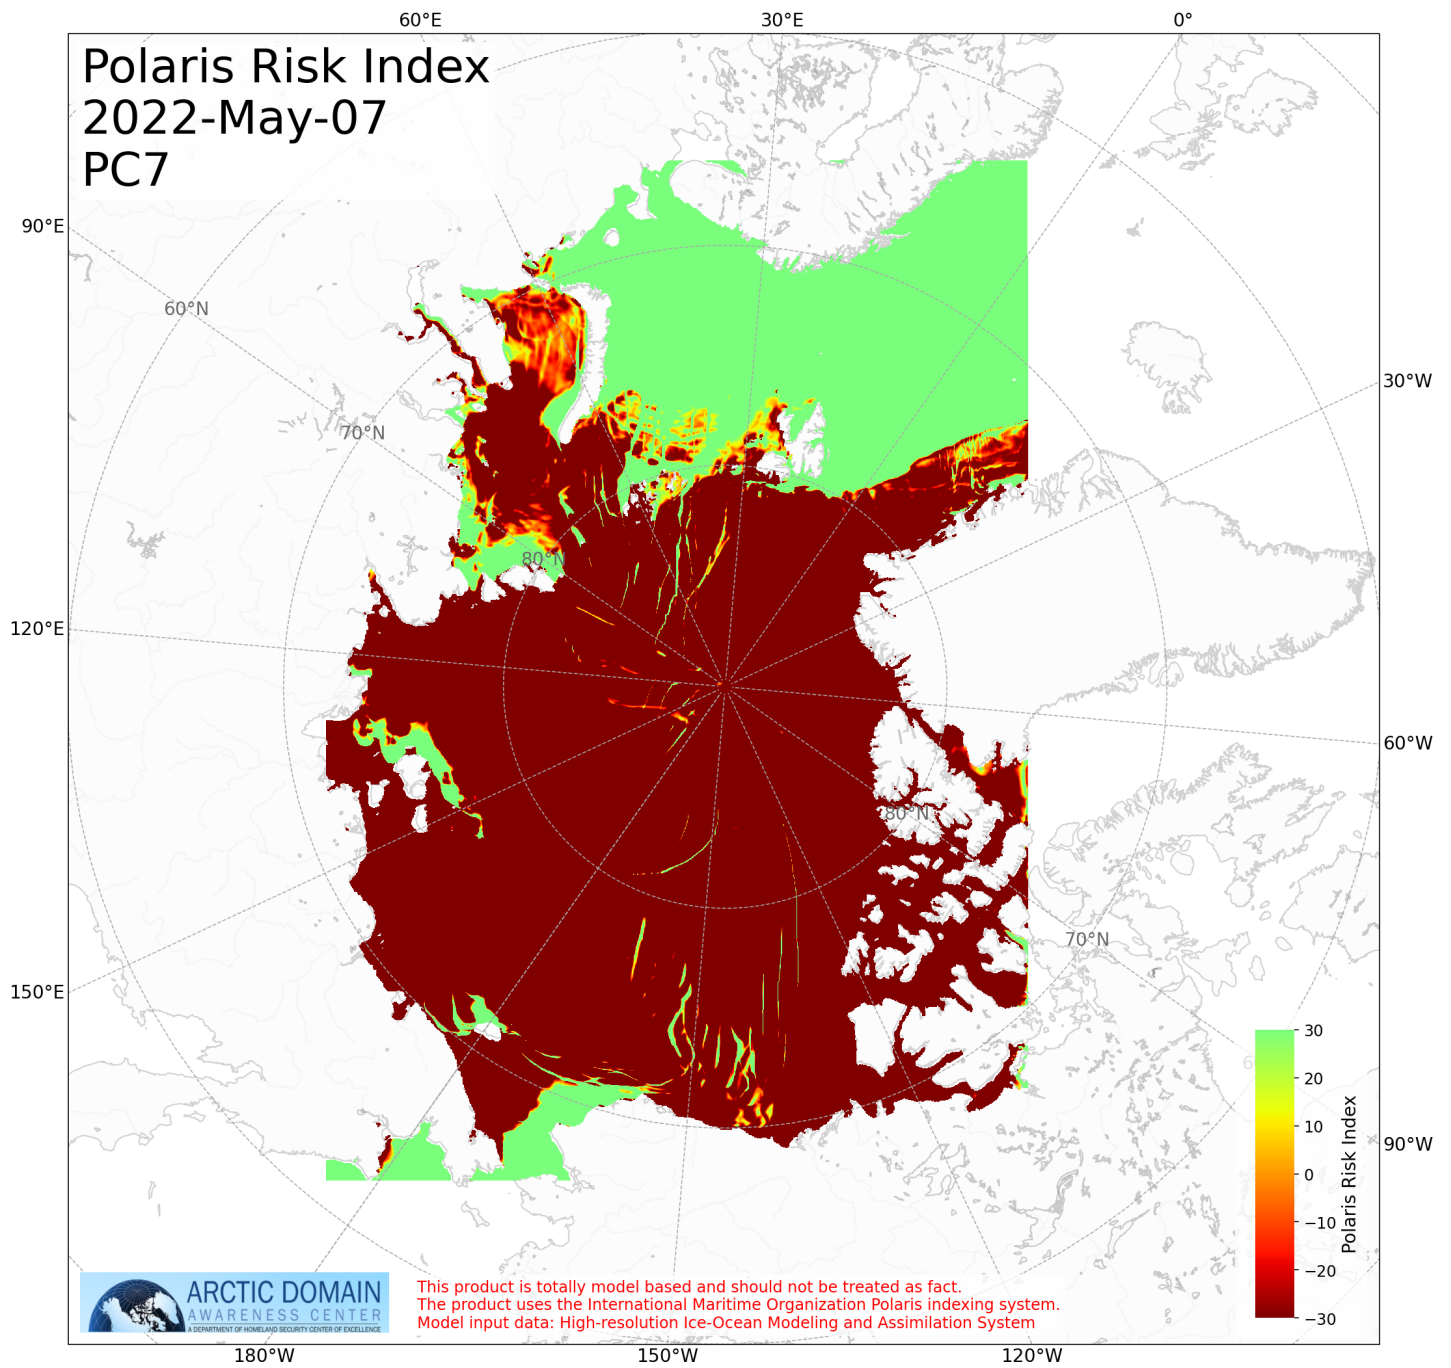 60°E
30°E
0°
Polaris Risk Index
2022-May-07
PC7
90°E
60°N
30°W
70°N
80°N
120°E
60°W
80°N
70°N
150°E
30
20
10
0
−10
−20
−30
Polaris Risk Index
90°W
ARCTIC DOMAIN
AWARENESS CENTER
A DEPARTMENT OF HOMELAND SECURITY CENTER OF EXCELLENCE
This product is totally model based and should not be treated as fact.
The product uses the International Maritime Organization Polaris indexing system.
Model input data: High-resolution Ice-Ocean Modeling and Assimilation System
180°W
150°W
120°W